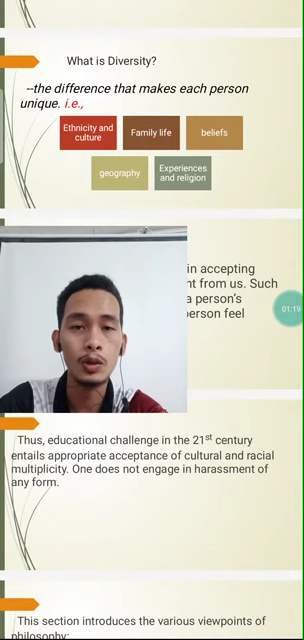 What is Diversity?
--the difference that makes each person
unique. i.e.,
Ethnicity and
culture
Family life
beliefs
geography
Experiences
and religion
in accepting
from us. Such
a person's
person feel
01:19
Thus, educational challenge in the 21st century
entails appropriate acceptance of cultural and racial
multiplicity. One does not engage in harassment of
any form.
This section introduces the various viewpoints of
philosophy: